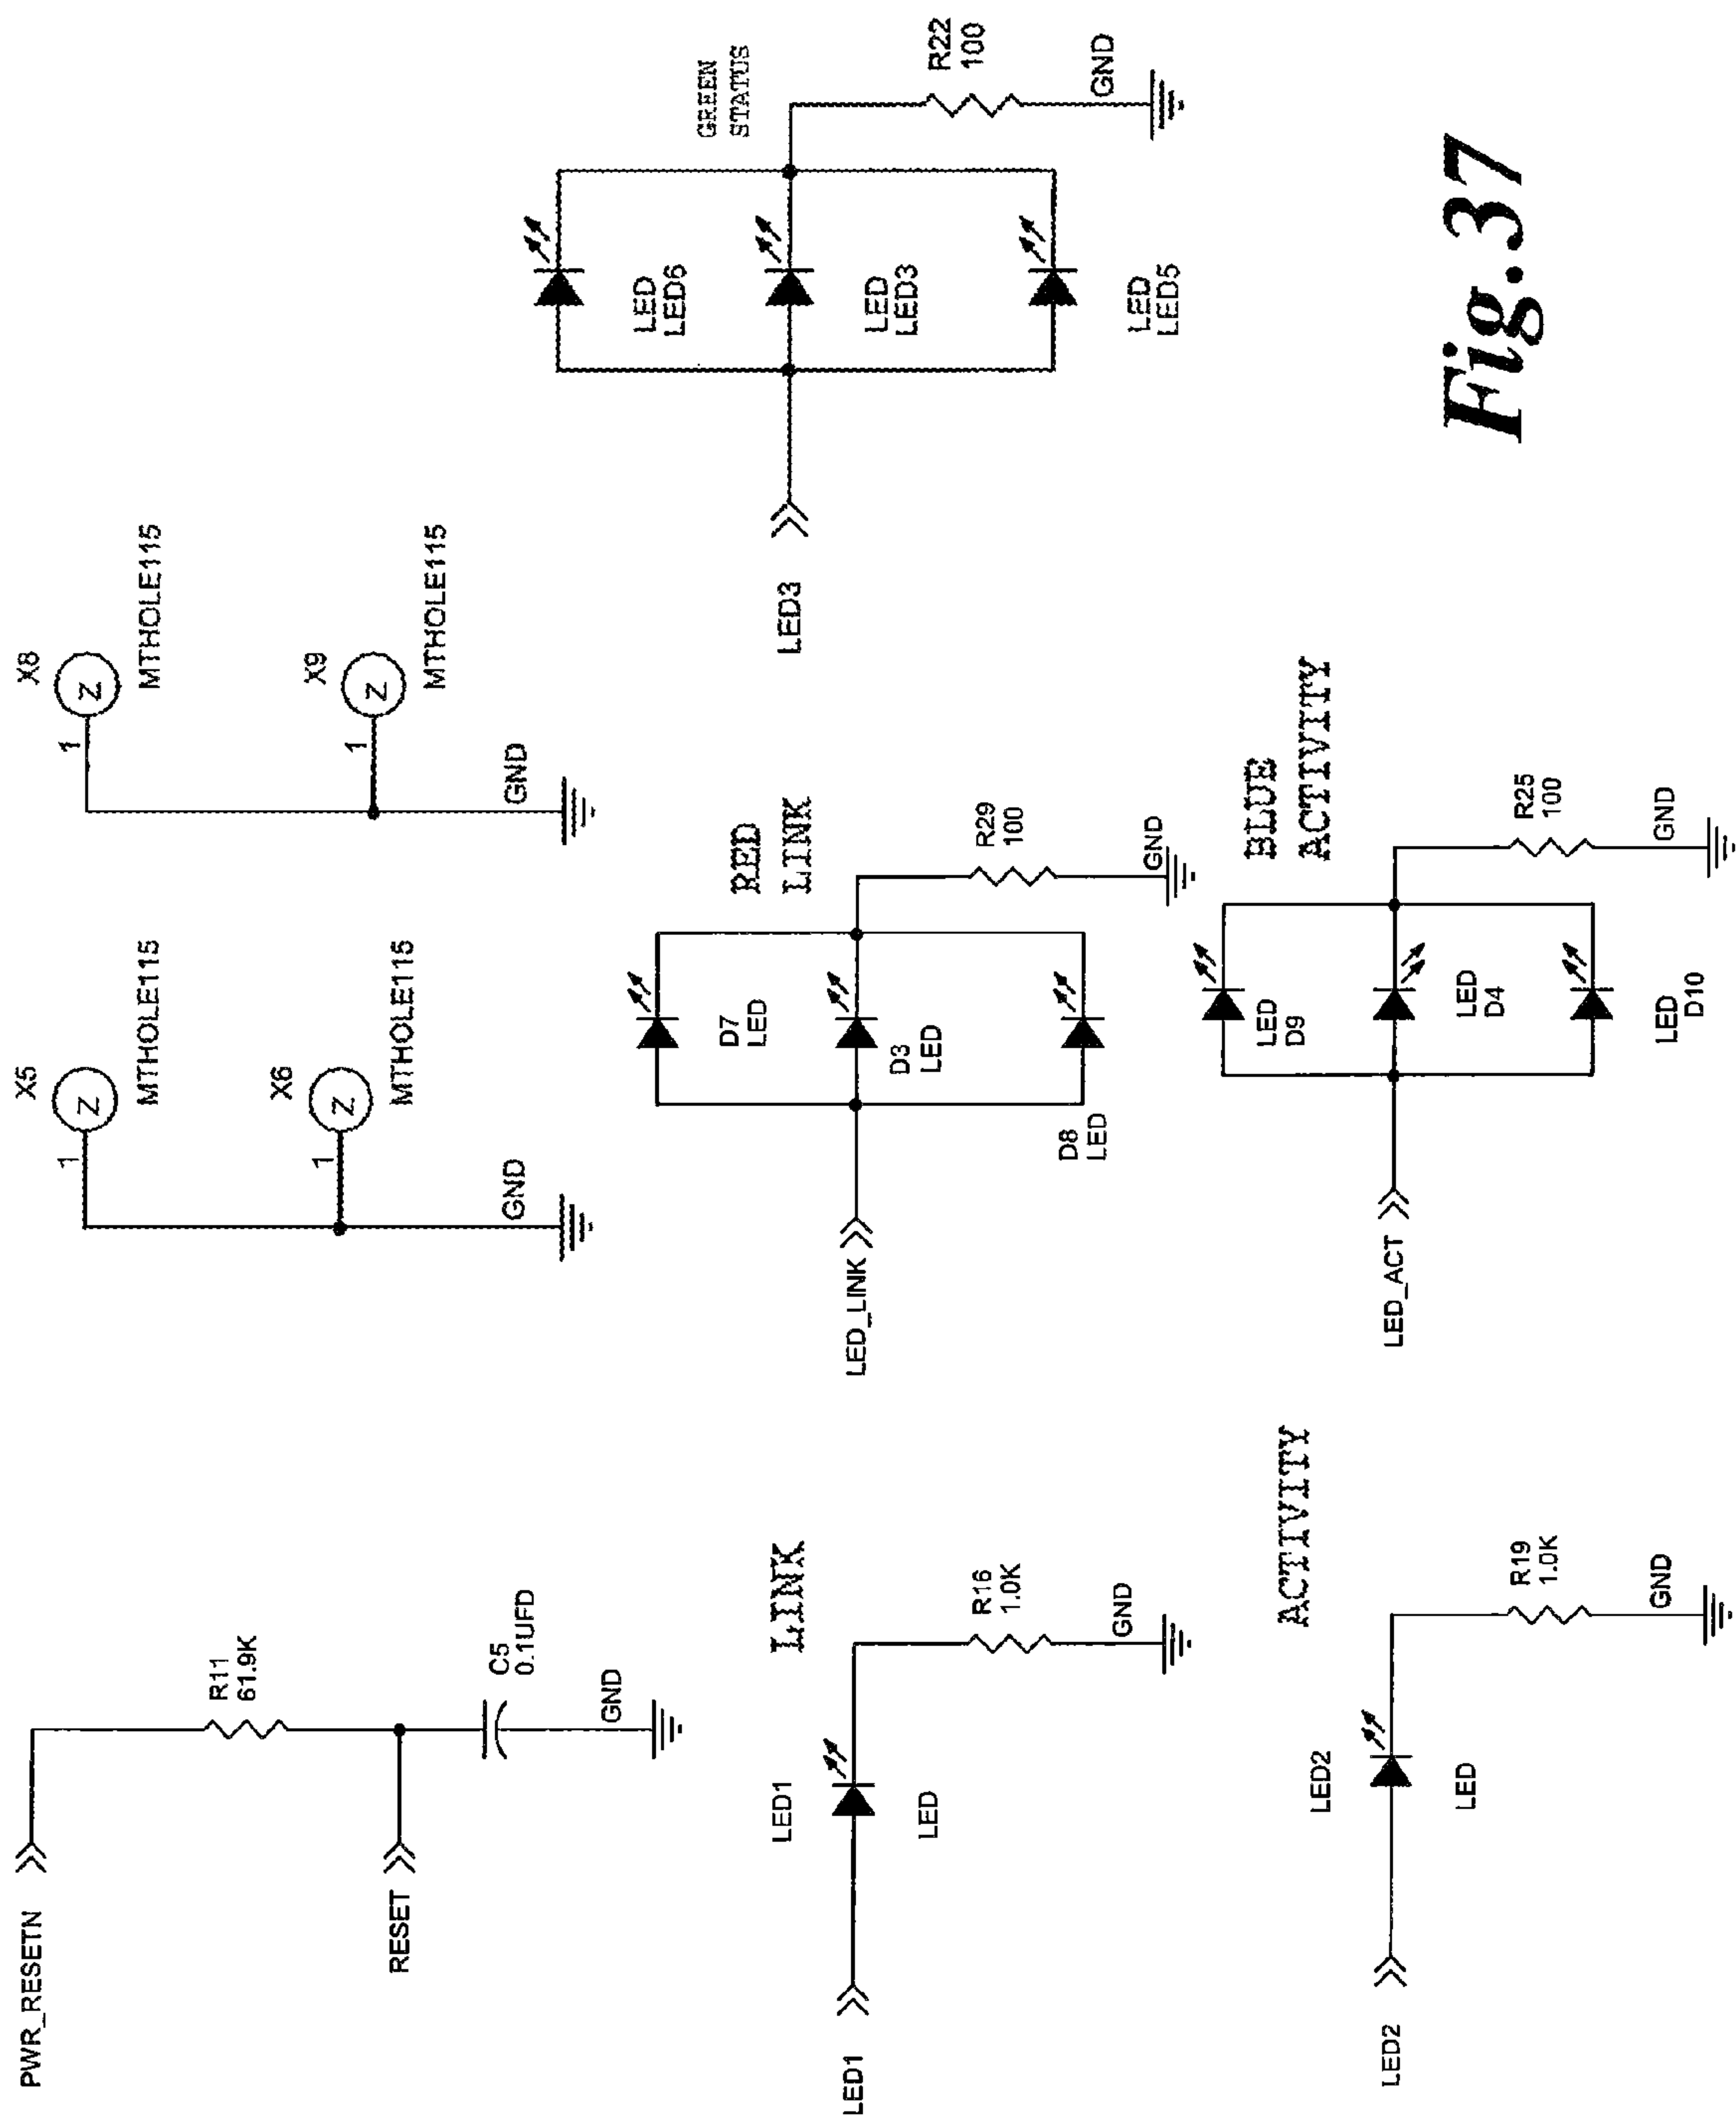 PWR_RESETN
R11
61.9K
RESET
C5
0.1UFD
GND
X5
Z
1
MTHOLE115
X6
Z
1
MTHOLE115
GND
X8
Z
1
MTHOLE115
X9
Z
1
MTHOLE115
GND
GREEN
STATUS
LED
LED6
LED
LED3
LED
LED5
LED3
R22
100
GND
LINK
LED1
LED1
LED
R16
1.0K
GND
RED
LINK
LED_LINK
D7
LED
D3
LED
D8
LED
R29
100
GND
ACTIVITY
LED2
LED2
LED
R19
1.0K
GND
BLUE
ACTIVITY
LED_ACT
LED
D9
LED
D4
LED
D10
R25
100
GND
Fig.37